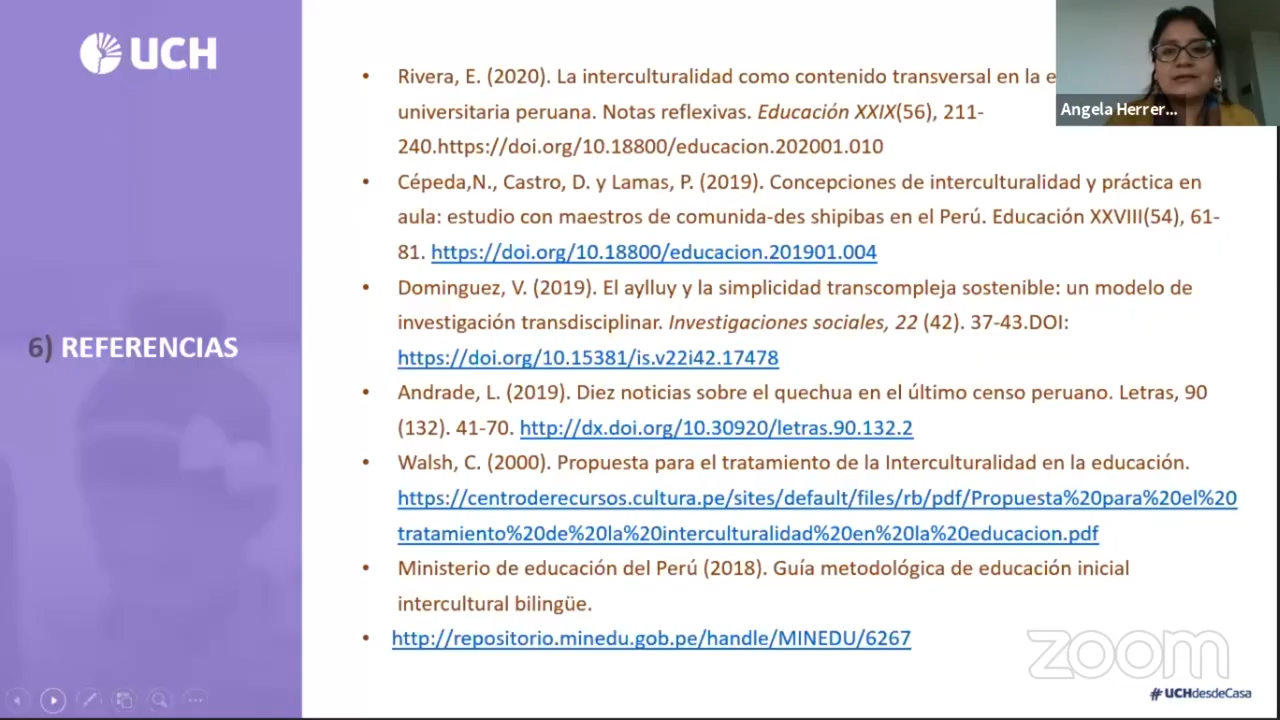 UCH
Angela Herrer...
• Rivera, E. (2020). La interculturalidad como contenido transversal en la e
universitaria peruana. Notas reflexivas. Educación XXIX(56), 211-
240.https://doi.org/10.18800/educacion.202001.010
• Cépeda,N., Castro, D. y Lamas, P. (2019). Concepciones de interculturalidad y práctica en
aula: estudio con maestros de comunida-des shipibas en el Perú. Educación XXVIII(54), 61-
81. https://doi.org/10.18800/educacion.201901.004
• Dominguez, V. (2019). El aylluy y la simplicidad transcompleja sostenible: un modelo de
investigación transdisciplinar. Investigaciones sociales, 22 (42). 37-43.DOI:
https://doi.org/10.15381/is.v22i42.17478
6) REFERENCIAS
• Andrade, L. (2019). Diez noticias sobre el quechua en el último censo peruano. Letras, 90
(132). 41-70. http://dx.doi.org/10.30920/letras.90.132.2
• Walsh, C. (2000). Propuesta para el tratamiento de la Interculturalidad en la educación.
https://centroderecursos.cultura.pe/sites/default/files/rb/pdf/Propuesta%20para%20el%20
tratamiento%20de%20la%20interculturalidad%20en%20la%20educacion.pdf
• Ministerio de educación del Perú (2018). Guía metodológica de educación inicial
intercultural bilingüe.
• http://repositorio.minedu.gob.pe/handle/MINEDU/6267
zoom
#UCHdesdeCasa